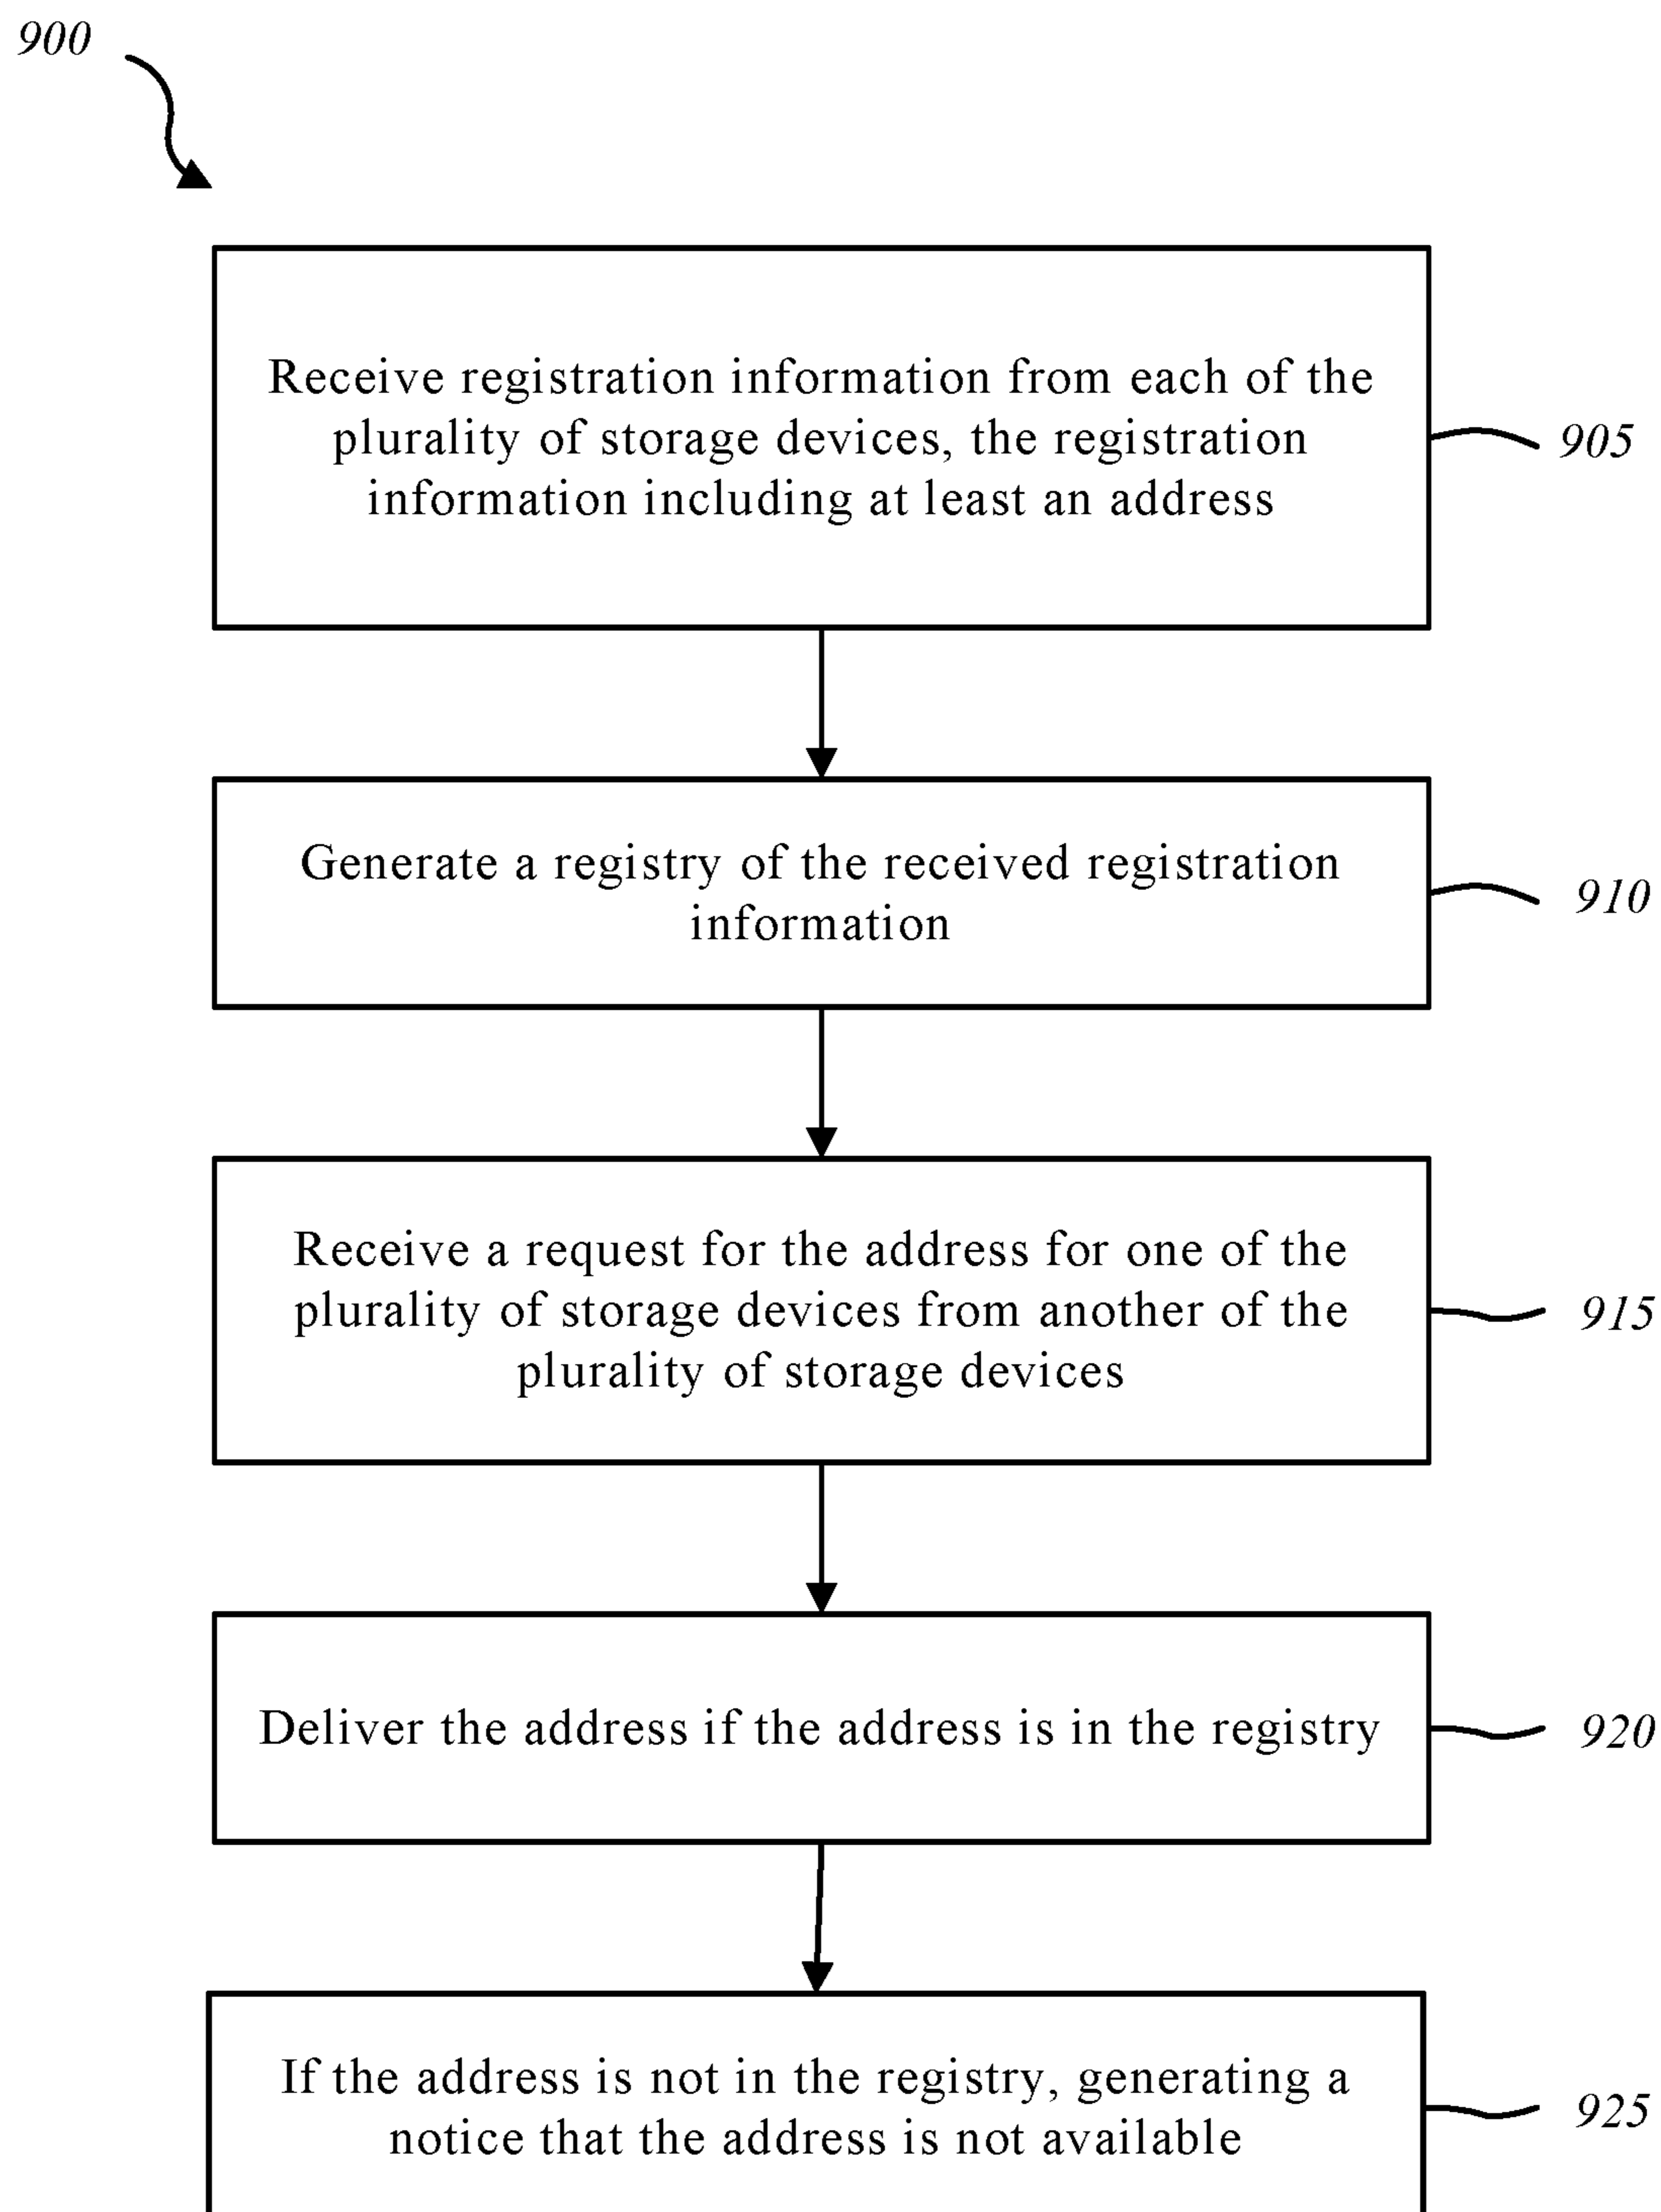 900
Receive registration information from each of the
plurality of storage devices, the registration
information including at least an address
905
Generate a registry of the received registration
information
910
Receive a request for the address for one of the
plurality of storage devices from another of the
plurality of storage devices
915
Deliver the address if the address is in the registry
920
If the address is not in the registry, generating a
notice that the address is not available
925